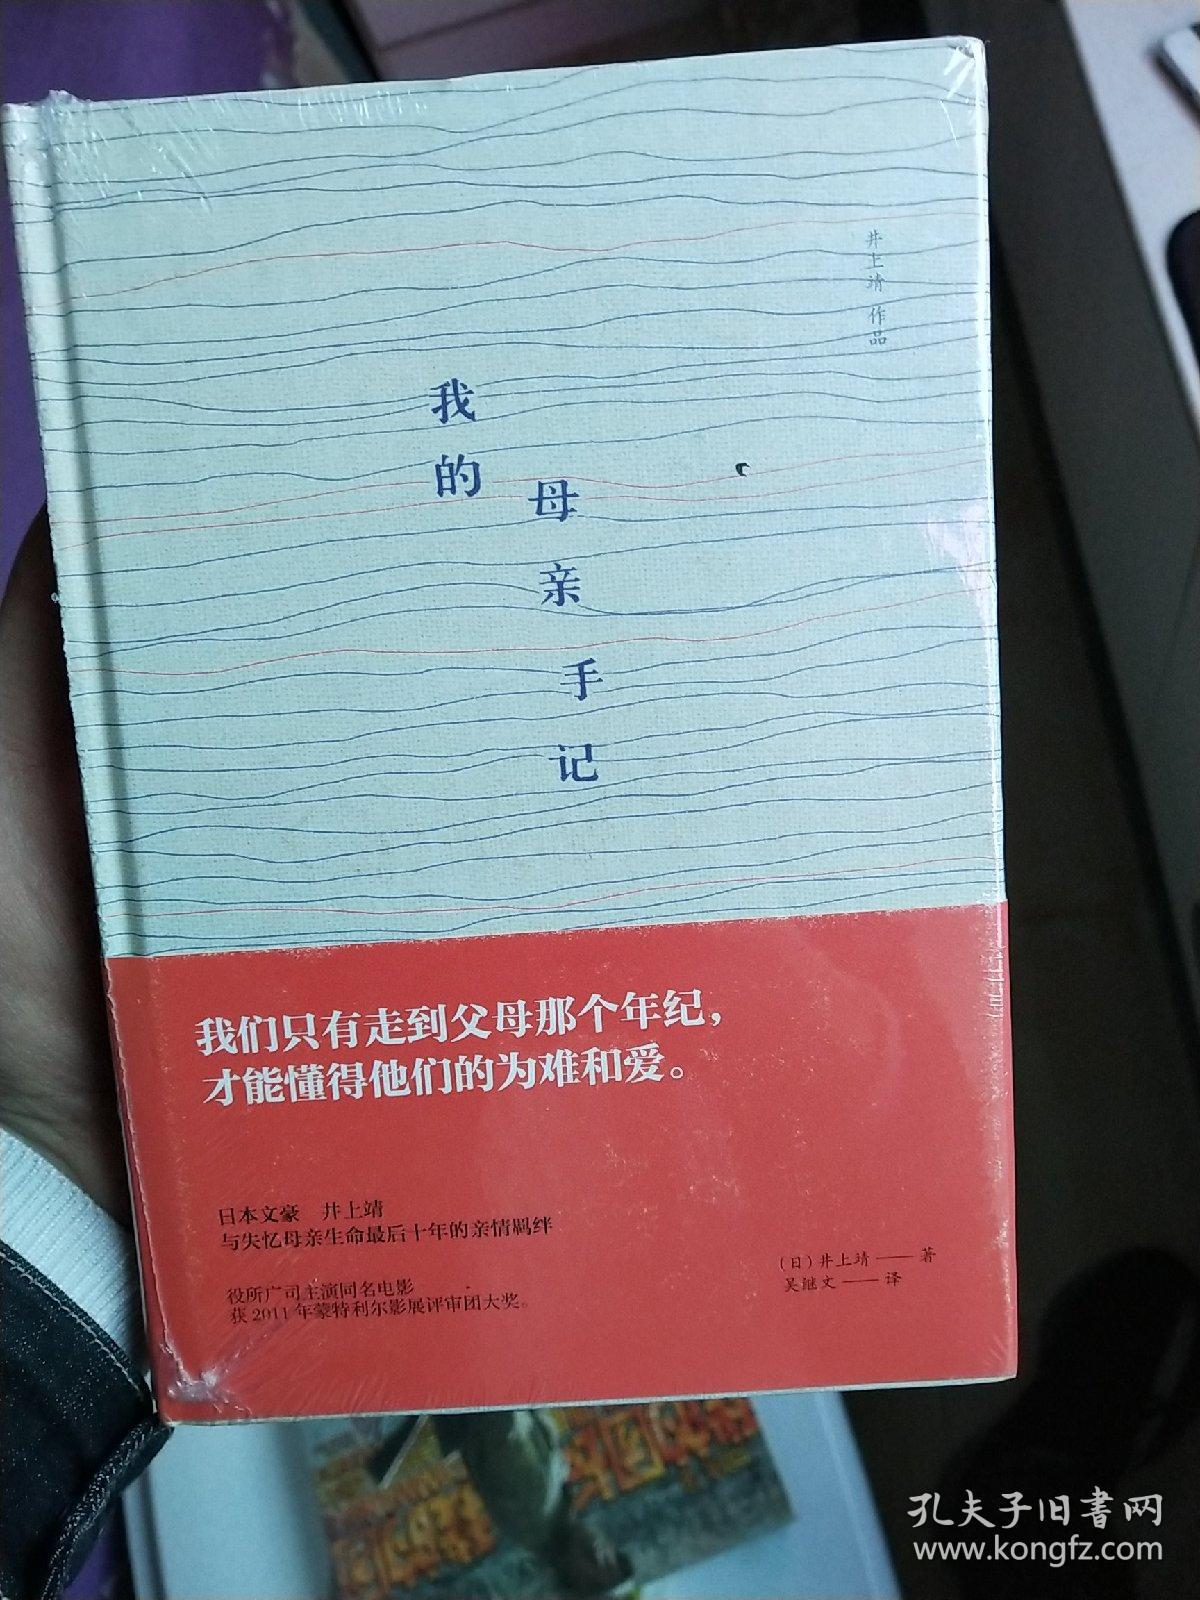 井上靖 作品
我的
母亲手记
我们只有走到父母那个年纪，
才能懂得他们的为难和爱。
日本文豪 井上靖
与失忆母亲生命最后十年的亲情羁绊
役所广司主演同名电影
获2011年蒙特利尔影展评审团大奖。
（日）井上靖——著
吴继文——译
孔夫子旧書网
www.kongfz.com